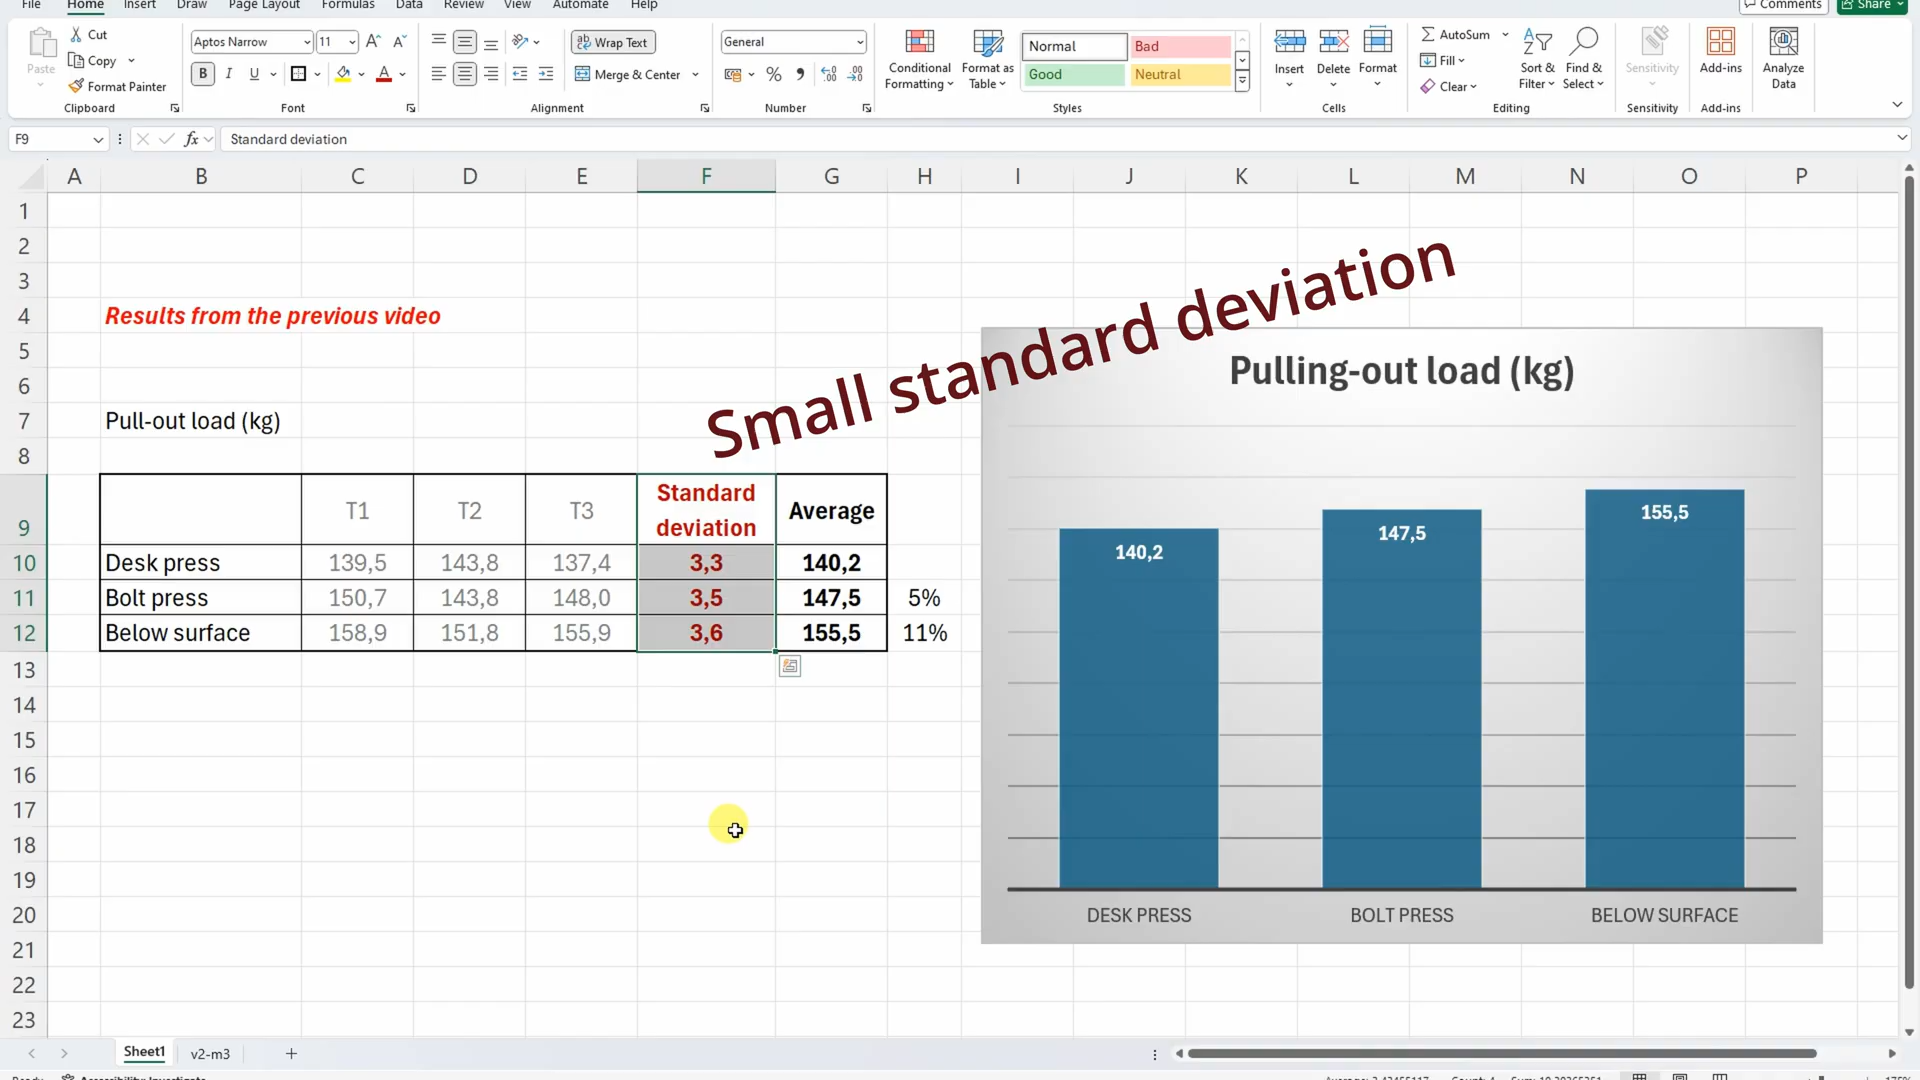 File Home Insert Draw Page Layout Formulas Data Review View Automate Help Comments Share
Paste Cut Copy Format Painter Clipboard
Aptos Narrow 11 A A B I U A Font
Wrap Text Merge & Center Alignment
General % Number
Conditional Formatting Format as Table Normal Bad Good Neutral Styles
Insert Delete Format Cells
AutoSum Fill Clear Sort & Filter Find & Select Editing
Sensitivity Sensitivity
Add-ins Add-ins
Analyze Data
F9 fx Standard deviation
A B C D E F G H I J K L M N O P
1
2
3
4 Results from the previous video
5
6
7 Pull-out load (kg)
8
Small standard deviation
9 T1 T2 T3 Standard deviation Average
10 Desk press 139,5 143,8 137,4 3,3 140,2
11 Bolt press 150,7 143,8 148,0 3,5 147,5 5%
12 Below surface 158,9 151,8 155,9 3,6 155,5 11%
13
14
15
16
17
18
19
20
21
22
23
Pulling-out load (kg)
140,2 147,5 155,5
DESK PRESS BOLT PRESS BELOW SURFACE
Sheet1 v2-m3